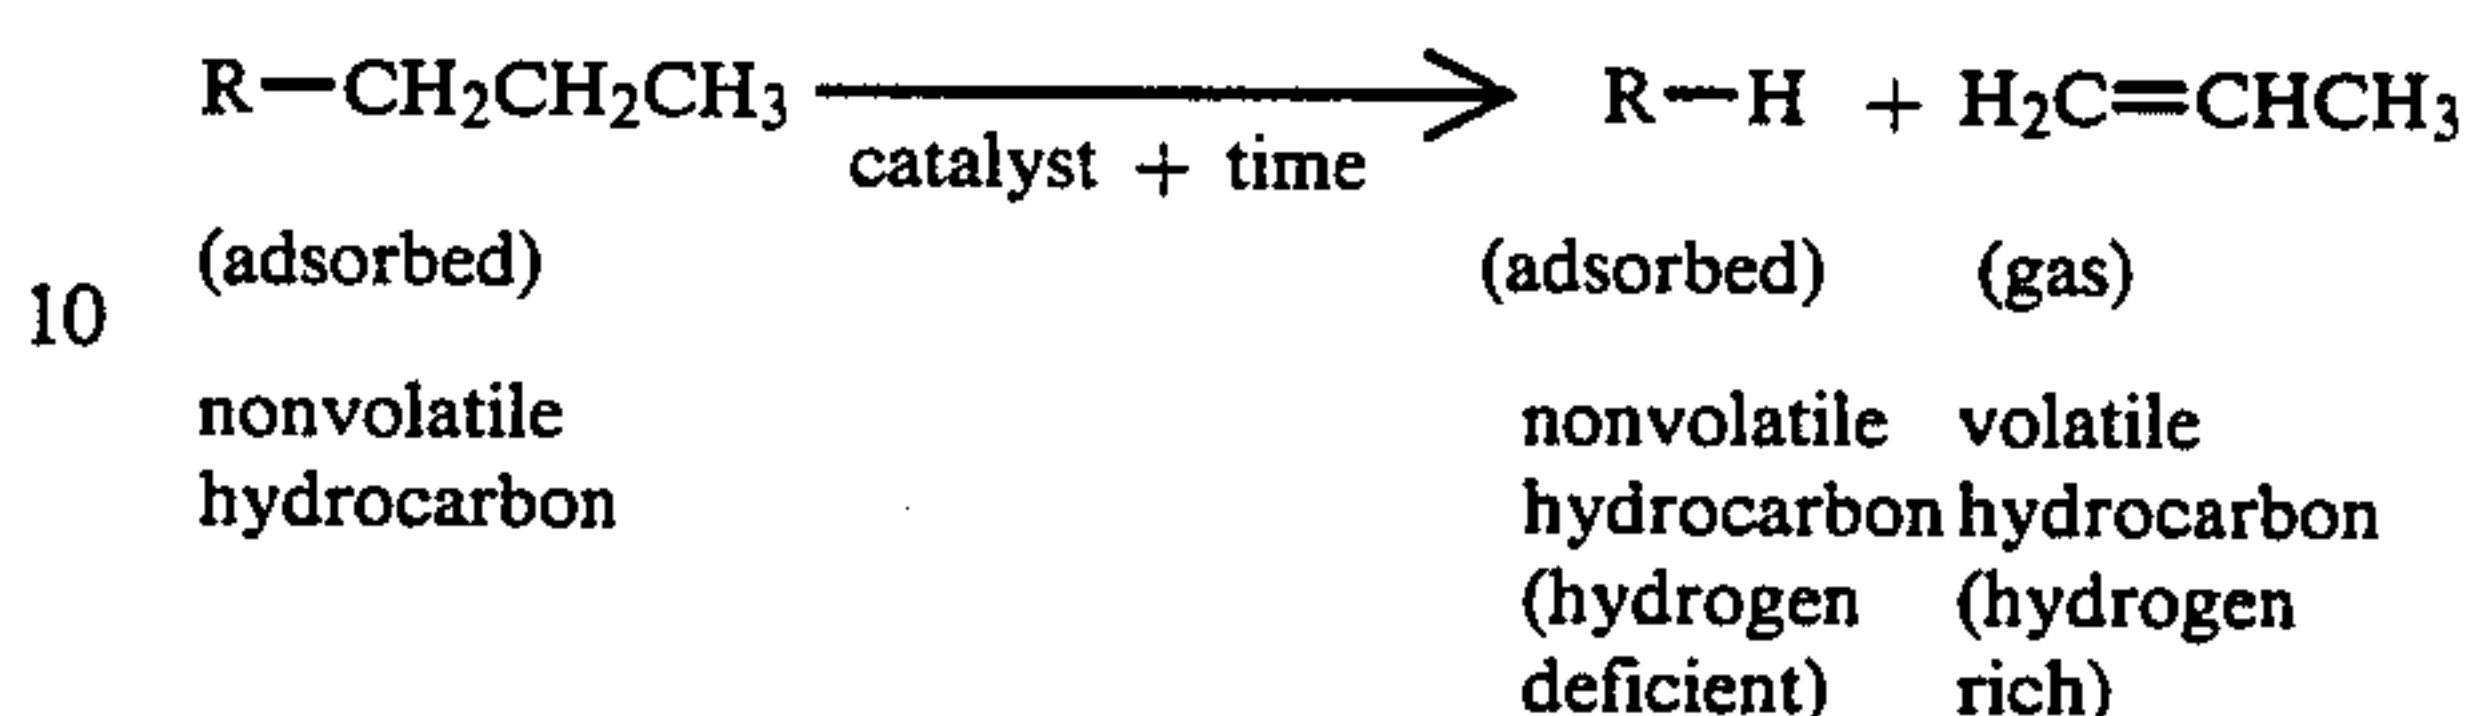 R—CH2CH2CH3 ⟶ R—H + H2C=CHCH3
catalyst + time
(adsorbed) (adsorbed) (gas)
10
nonvolatile nonvolatile volatile
hydrocarbon hydrocarbon hydrocarbon
(hydrogen (hydrogen
deficient) rich)